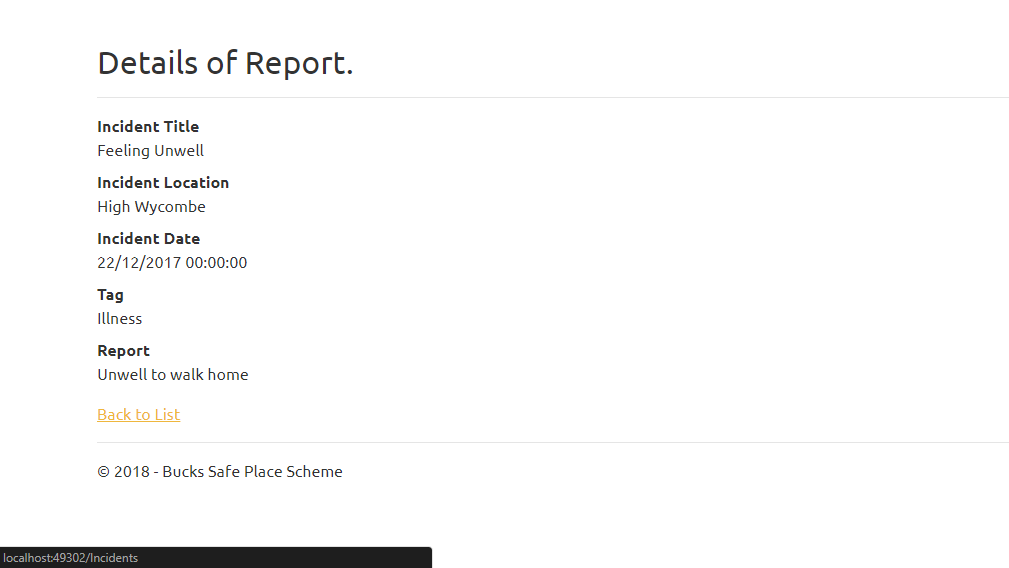 Details of Report.
Incident Title
Feeling Unwell
Incident Location
High Wycombe
Incident Date
22/12/2017 00:00:00
Tag
Illness
Report
Unwell to walk home
Back to List
© 2018 - Bucks Safe Place Scheme
localhost:49302/Incidents